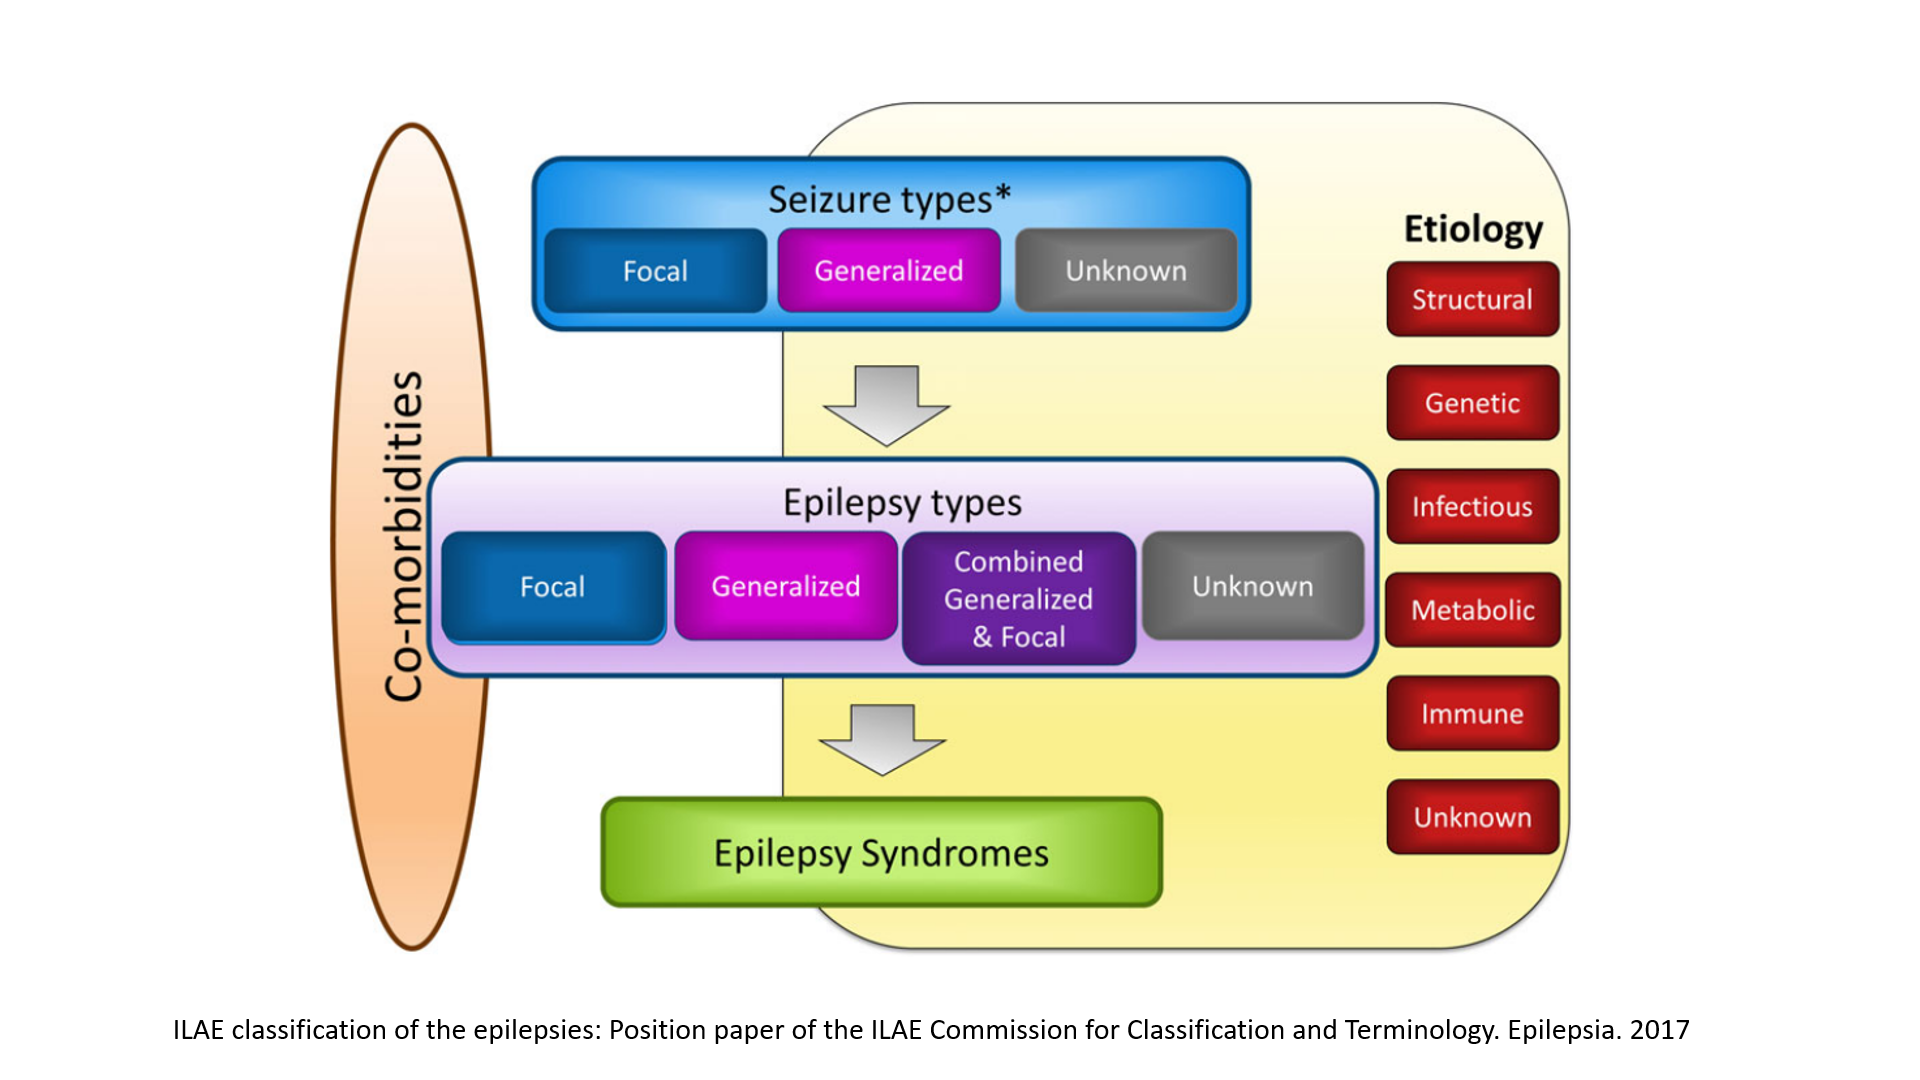 Co-morbidities
Seizure types*
Focal
Generalized
Unknown
Epilepsy types
Focal
Generalized
Combined
Generalized
& Focal
Unknown
Epilepsy Syndromes
Etiology
Structural
Genetic
Infectious
Metabolic
Immune
Unknown
ILAE classification of the epilepsies: Position paper of the ILAE Commission for Classification and Terminology. Epilepsia. 2017